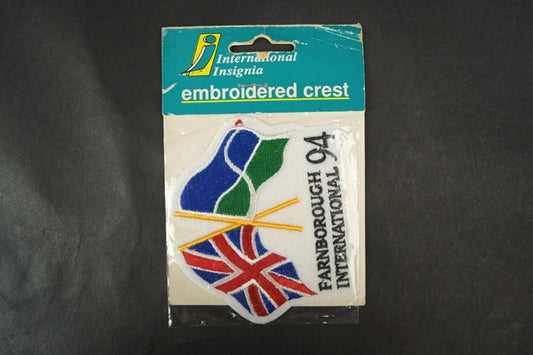 International
Insignia
embroidered crest
FARNBOROUGH
INTERNATIONAL 94